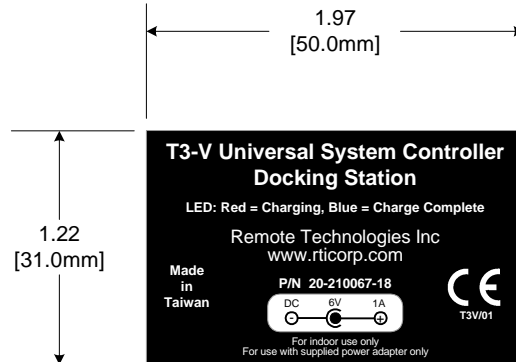 1.97
[50.0mm]
1.22
[31.0mm]
T3-V Universal System Controller
Docking Station
LED: Red = Charging, Blue = Charge Complete
Remote Technologies Inc
www.rticorp.com
Made
in
Taiwan
P/N 20-210067-18
DC 6V 1A
- +
CE
T3V/01
For indoor use only
For use with supplied power adapter only